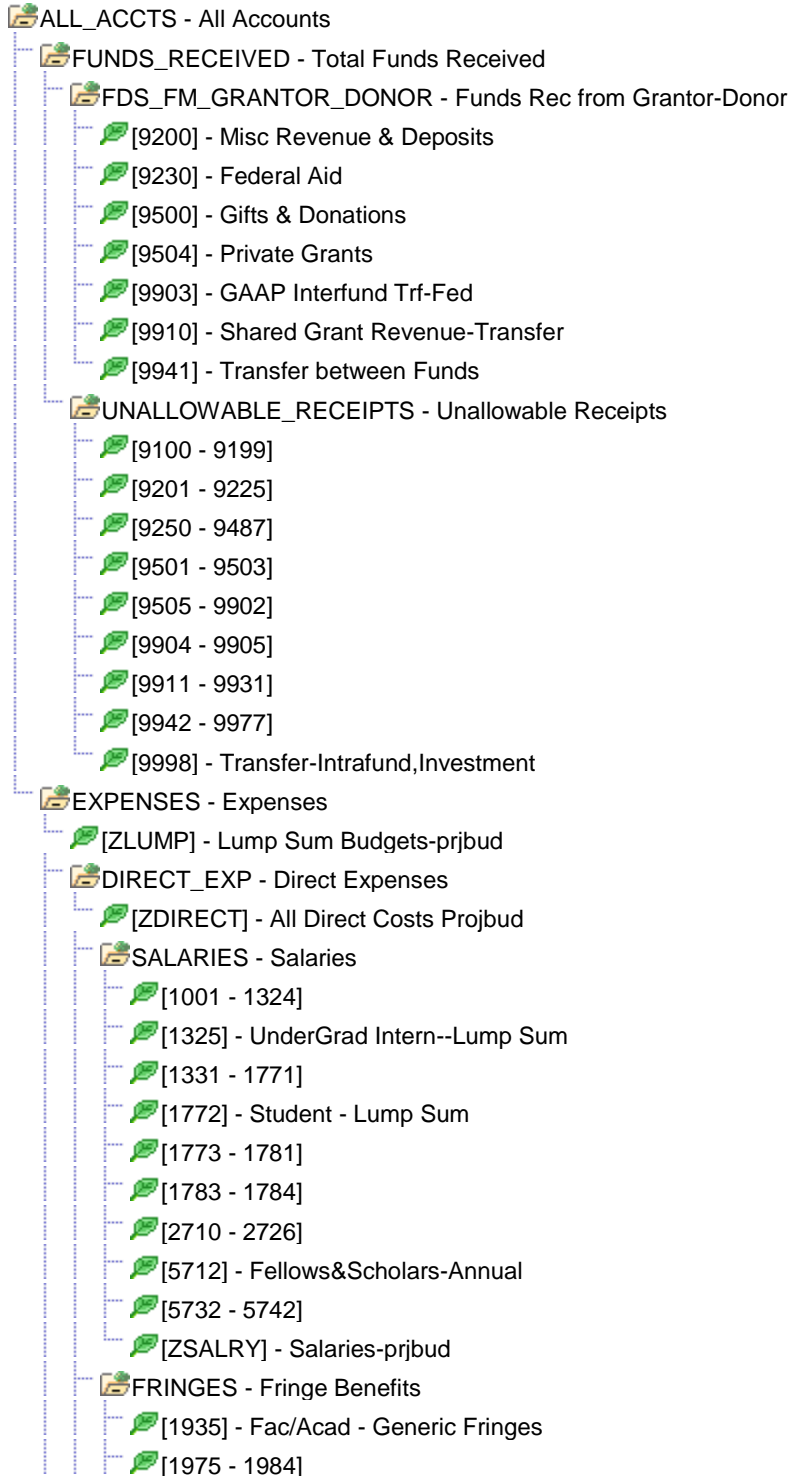 ALL_ACCTS - All Accounts
FUNDS_RECEIVED - Total Funds Received
FDS_FM_GRANTOR_DONOR - Funds Rec from Grantor-Donor
[9200] - Misc Revenue & Deposits
[9230] - Federal Aid
[9500] - Gifts & Donations
[9504] - Private Grants
[9903] - GAAP Interfund Trf-Fed
[9910] - Shared Grant Revenue-Transfer
[9941] - Transfer between Funds
UNALLOWABLE_RECEIPTS - Unallowable Receipts
[9100 - 9199]
[9201 - 9225]
[9250 - 9487]
[9501 - 9503]
[9505 - 9902]
[9904 - 9905]
[9911 - 9931]
[9942 - 9977]
[9998] - Transfer-Intrafund,Investment
EXPENSES - Expenses
[ZLUMP] - Lump Sum Budgets-prjbud
DIRECT_EXP - Direct Expenses
[ZDIRECT] - All Direct Costs Projbud
SALARIES - Salaries
[1001 - 1324]
[1325] - UnderGrad Intern--Lump Sum
[1331 - 1771]
[1772] - Student - Lump Sum
[1773 - 1781]
[1783 - 1784]
[2710 - 2726]
[5712] - Fellows&Scholars-Annual
[5732 - 5742]
[ZSALRY] - Salaries-prjbud
FRINGES - Fringe Benefits
[1935] - Fac/Acad - Generic Fringes
[1975 - 1984]